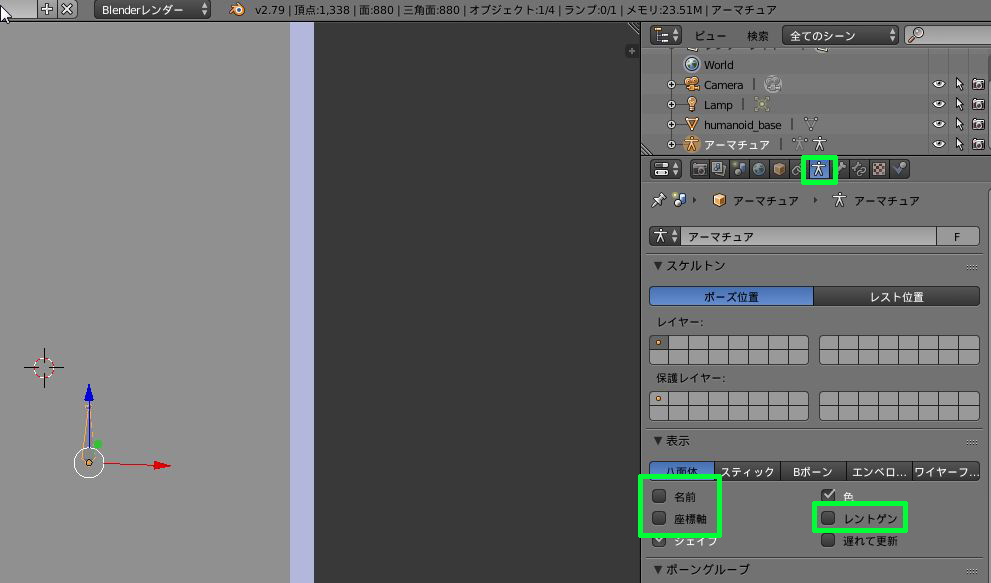 Blenderレンダー
v2.79 | 頂点:1,338 | 面:880 | 三角面:880 | オブジェクト:1/4 | ランプ:0/1 | メモリ:23.51M | アーマチュア
ビュー 検索 全てのシーン
World
Camera
Lamp
humanoid_base
アーマチュア
アーマチュア アーマチュア
アーマチュア F
スケルトン
ポーズ位置 レスト位置
レイヤー:
保護レイヤー:
表示
八面体 スティック Bボーン エンベロ... ワイヤーフ...
名前 色
座標軸 レントゲン
シェイプ 遅れて更新
ボーングループ